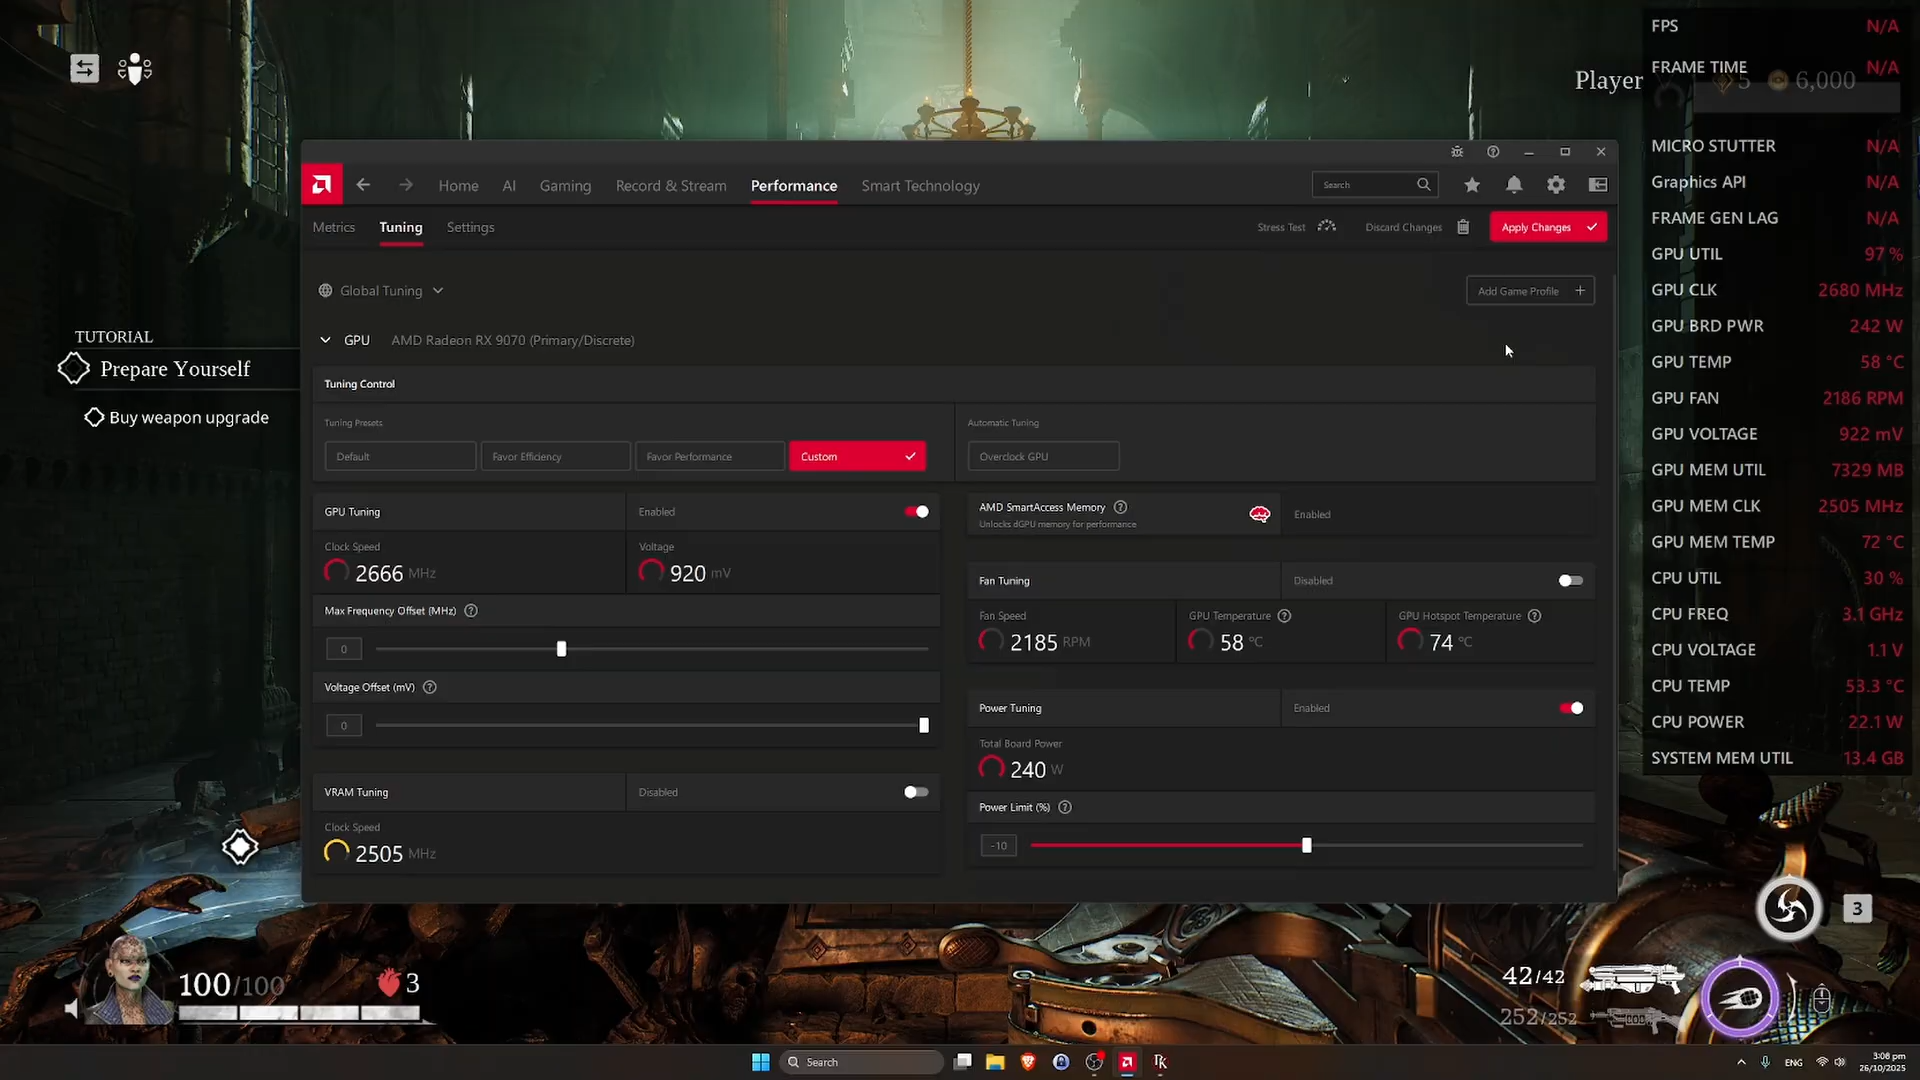 Player
5
6,000
TUTORIAL
Prepare Yourself
Buy weapon upgrade
Home
AI
Gaming
Record & Stream
Performance
Smart Technology
Search
Metrics
Tuning
Settings
Stress Test
Discard Changes
Apply Changes
Global Tuning
Add Game Profile
GPU
AMD Radeon RX 9070 (Primary/Discrete)
Tuning Control
Tuning Presets
Default
Favor Efficiency
Favor Performance
Custom
Automatic Tuning
Overclock GPU
GPU Tuning
Enabled
Clock Speed
2666 MHz
Voltage
920 mV
Max Frequency Offset (MHz)
0
Voltage Offset (mV)
0
VRAM Tuning
Disabled
Clock Speed
2505 MHz
AMD SmartAccess Memory
Unlocks dGPU memory for performance
Enabled
Fan Tuning
Disabled
Fan Speed
2185 RPM
GPU Temperature
58 °C
GPU Hotspot Temperature
74 °C
Power Tuning
Enabled
Total Board Power
240 W
Power Limit (%)
-10
FPS N/A
FRAME TIME N/A
MICRO STUTTER N/A
Graphics API N/A
FRAME GEN LAG N/A
GPU UTIL 97 %
GPU CLK 2680 MHz
GPU BRD PWR 242 W
GPU TEMP 58 °C
GPU FAN 2186 RPM
GPU VOLTAGE 922 mV
GPU MEM UTIL 7329 MB
GPU MEM CLK 2505 MHz
GPU MEM TEMP 72 °C
CPU UTIL 30 %
CPU FREQ 3.1 GHz
CPU VOLTAGE 1.1 V
CPU TEMP 53.3 °C
CPU POWER 22.1 W
SYSTEM MEM UTIL 13.4 GB
100/100
3
3
42/42
252/252
Search
ENG
3:08 pm
26/10/2025